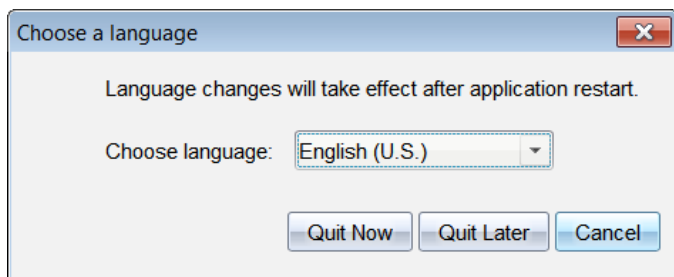 Choose a language
Language changes will take effect after application restart.
Choose language: English (U.S.)
Quit Now Quit Later Cancel